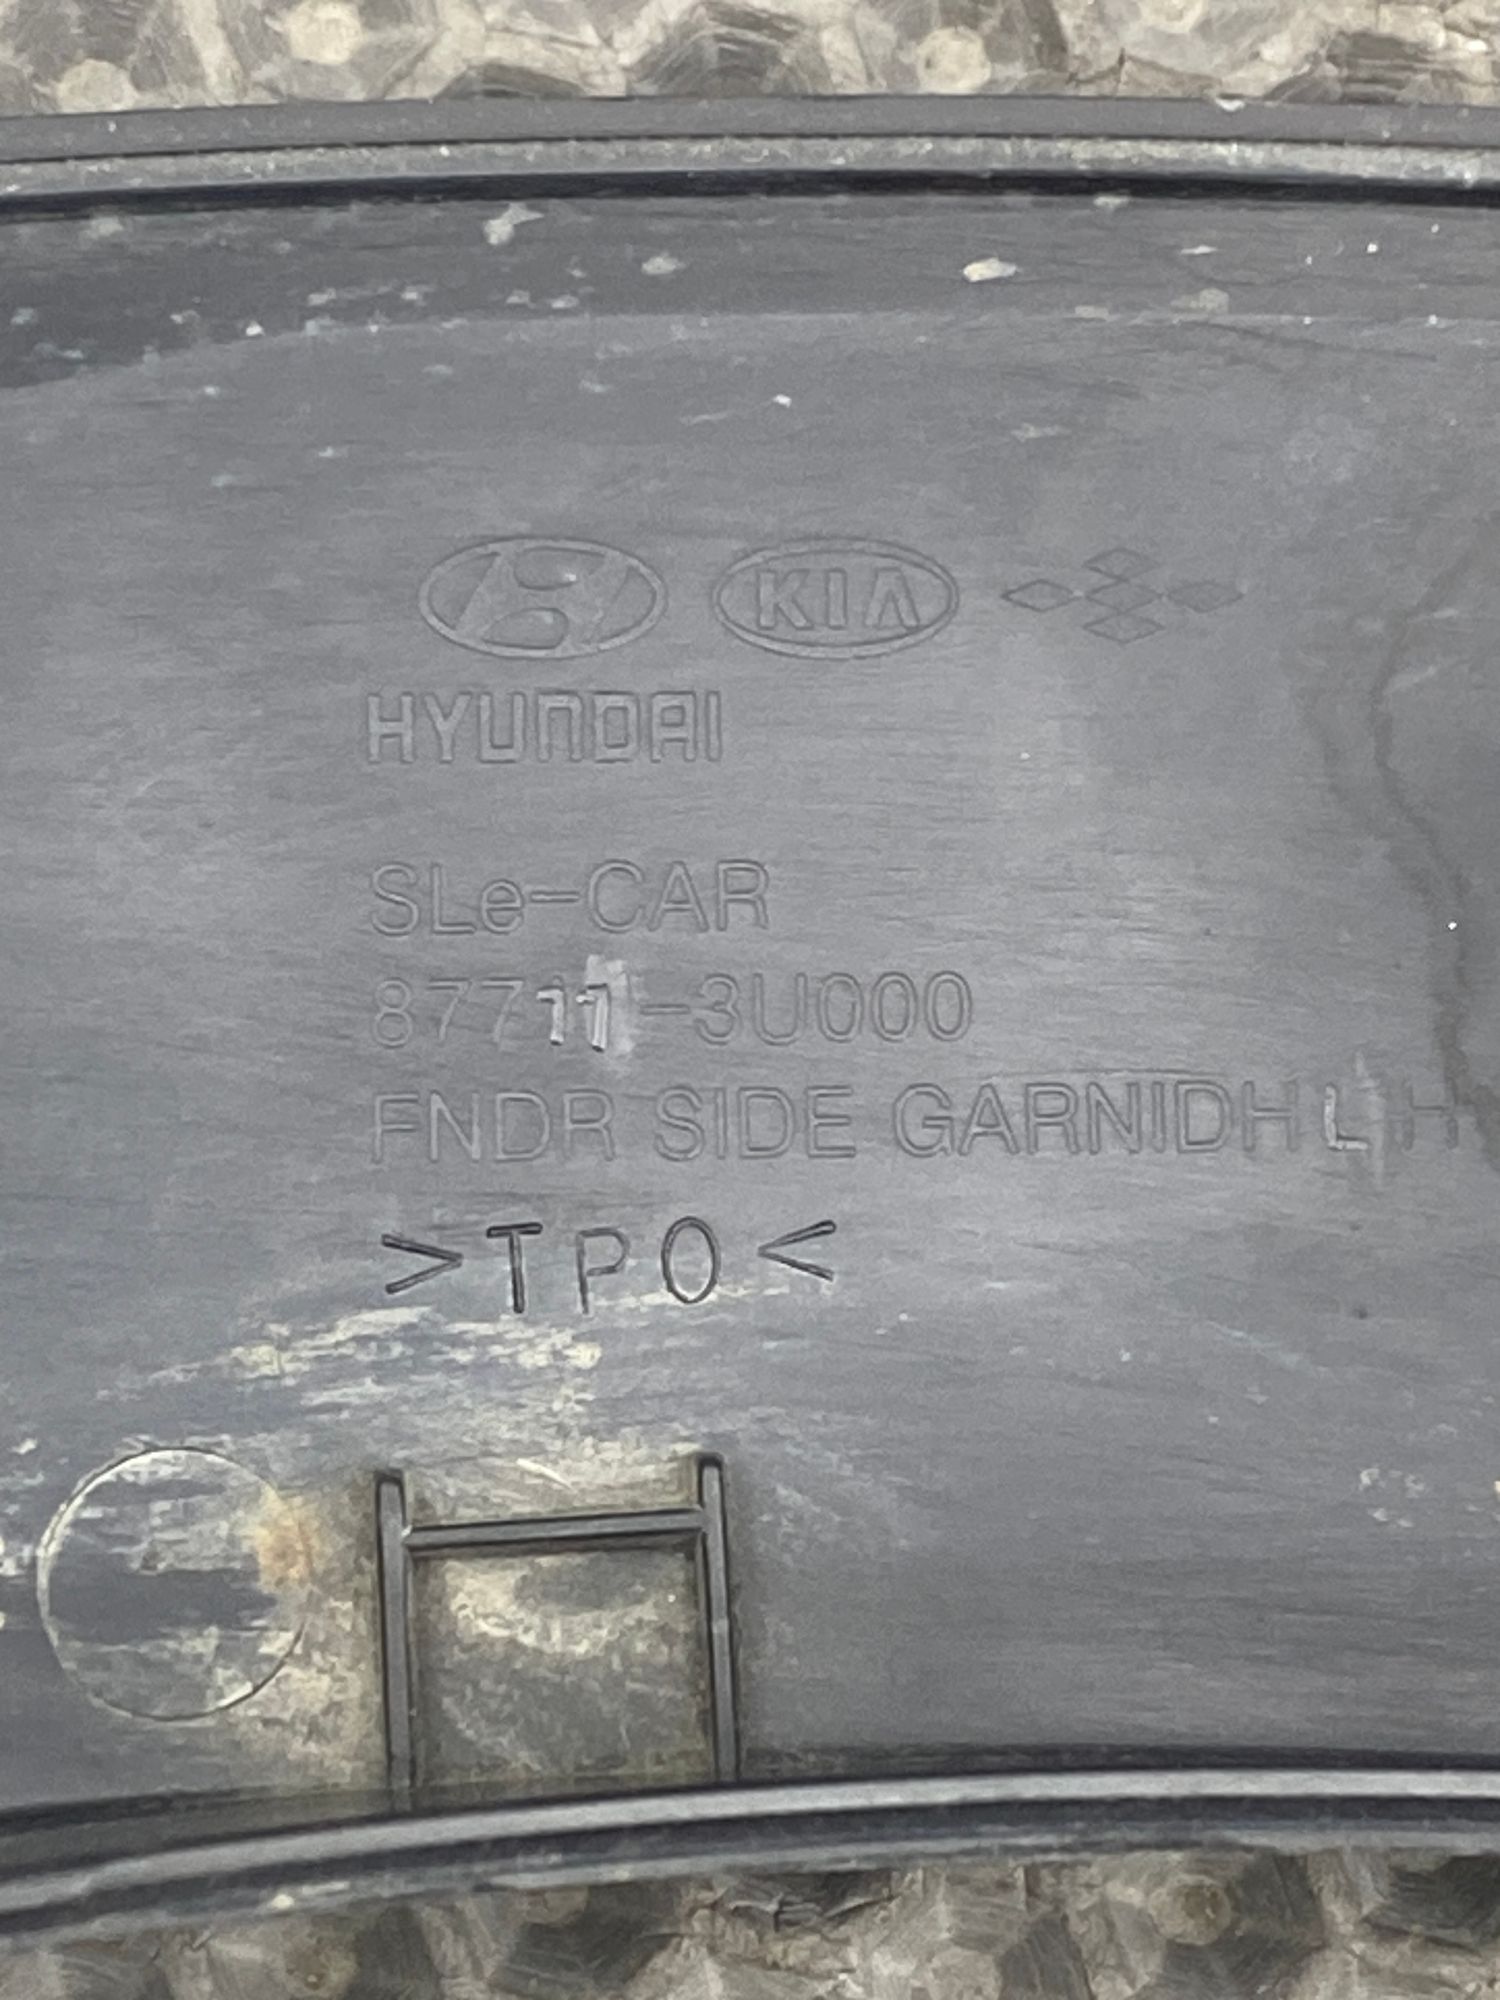 KIA
HYUNDAI
SLe-CAR
87711-3U000
FNDR SIDE GARNIDH LH
>TPO<